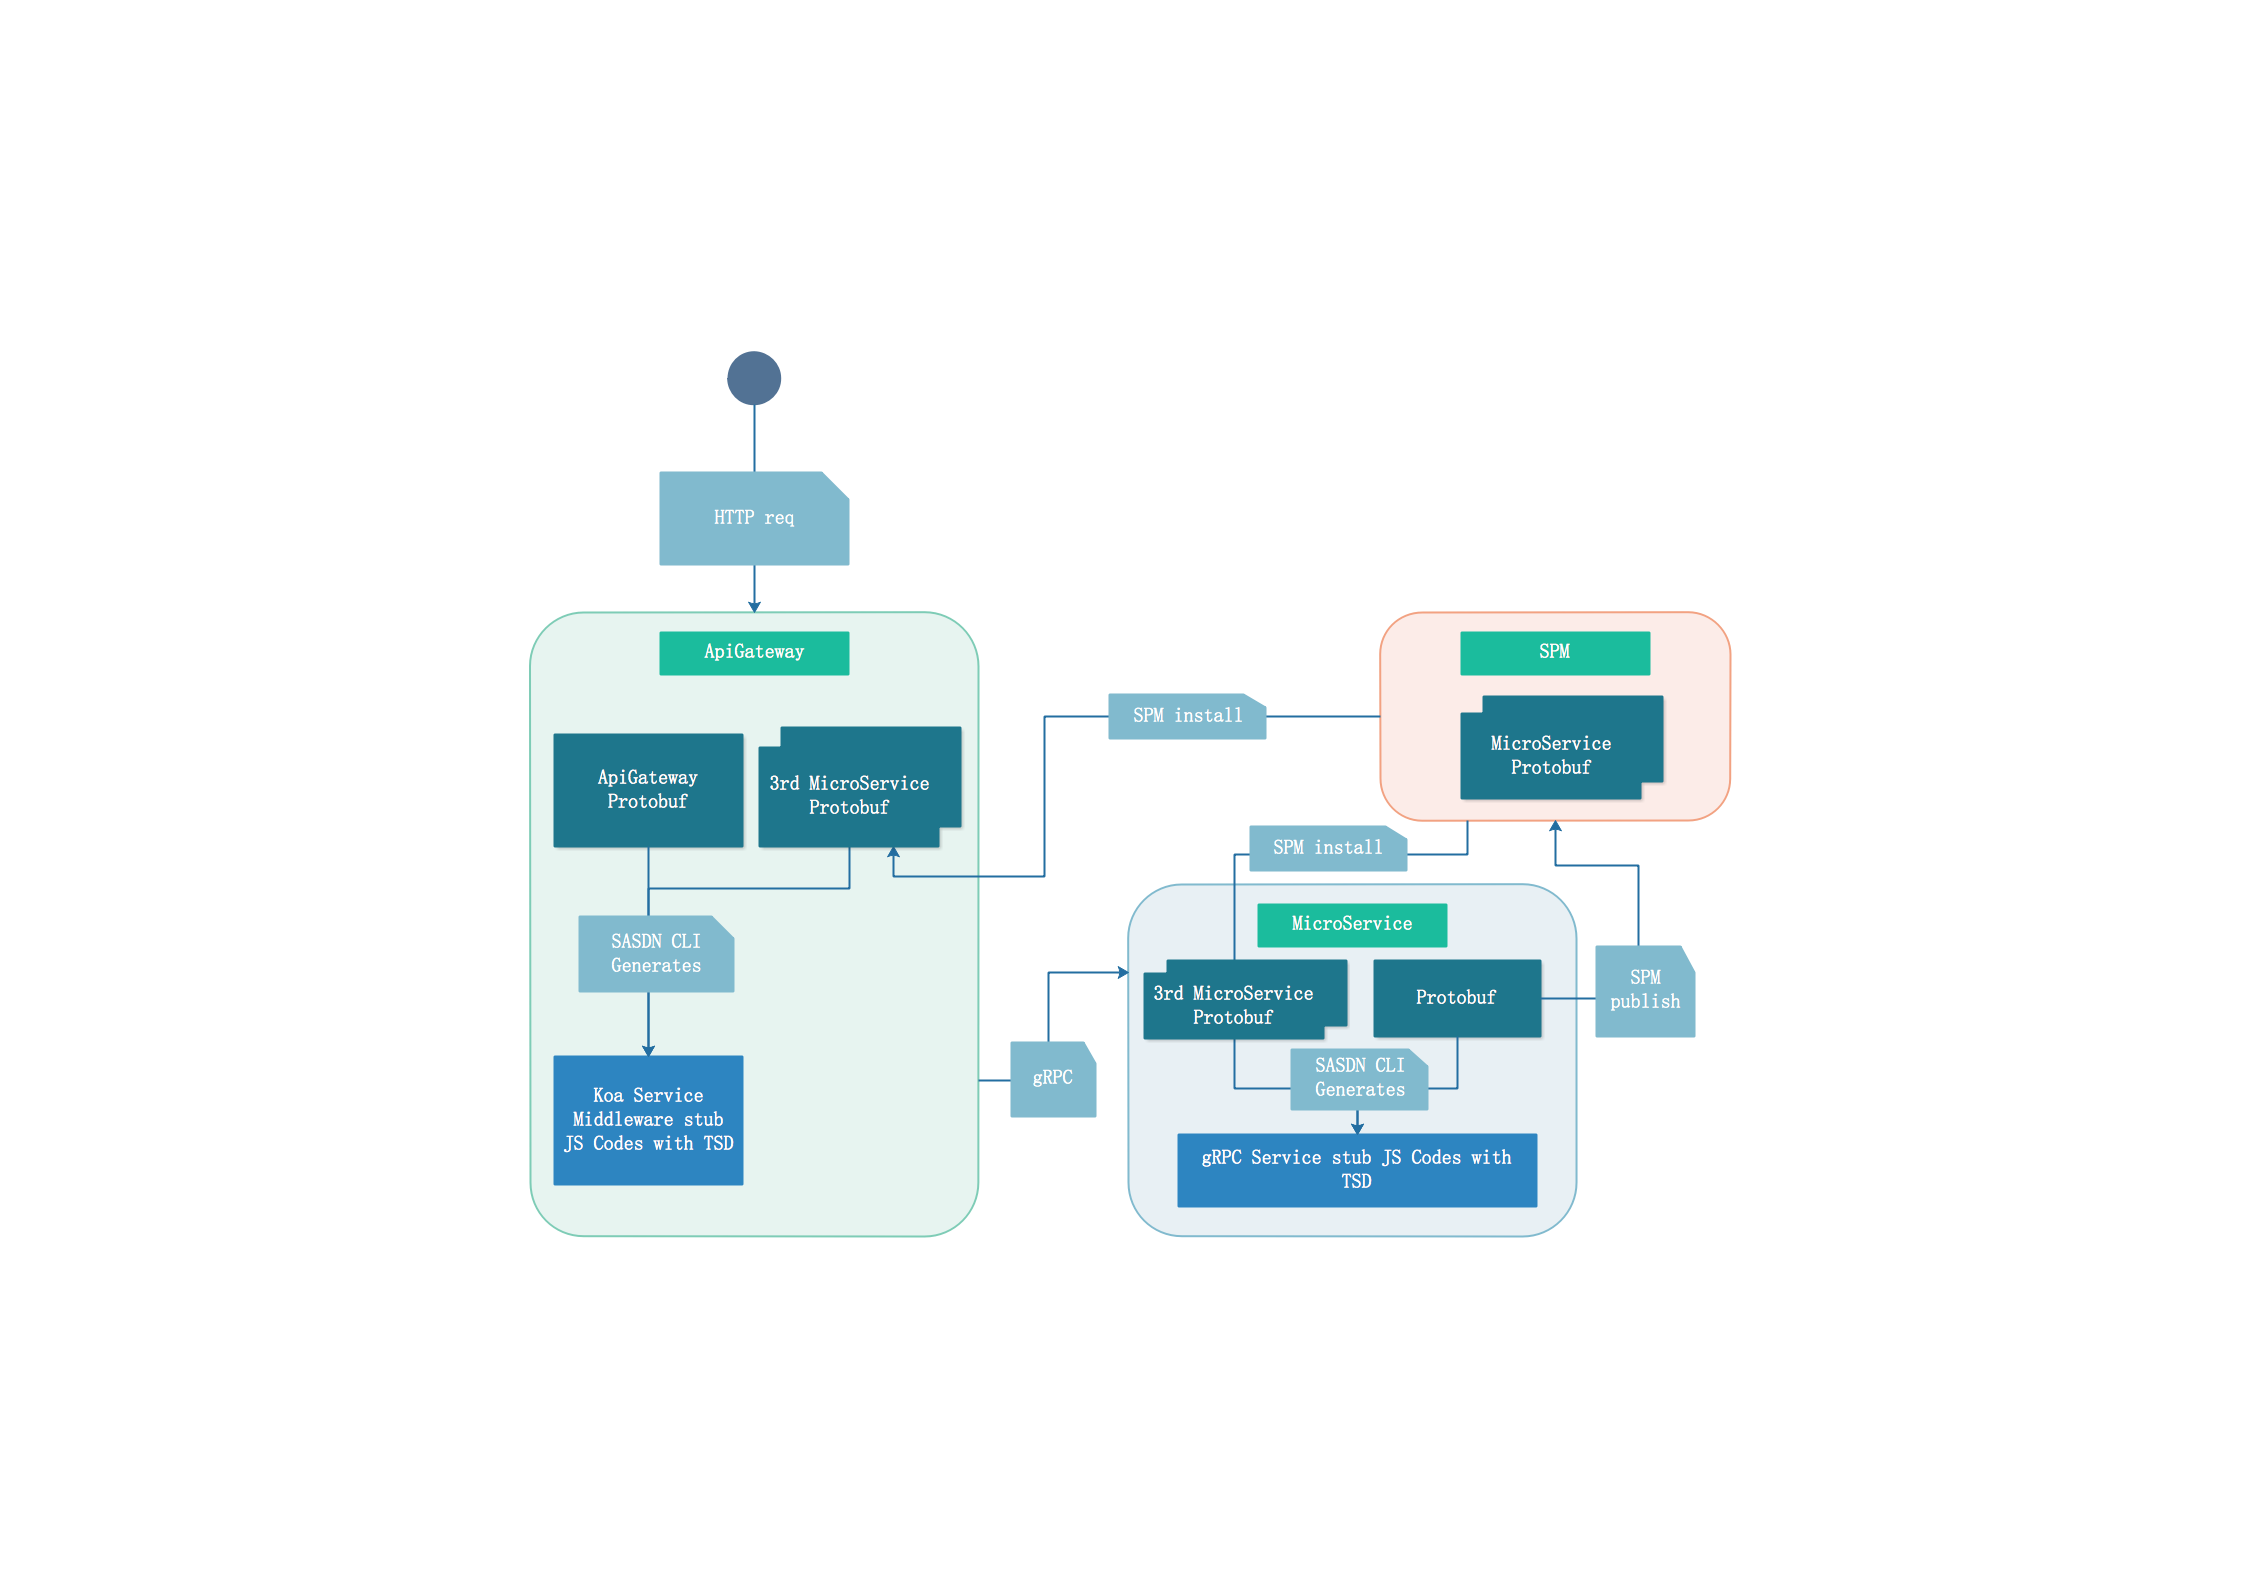 HTTP req
ApiGateway
SPM
SPM install
MicroService
Protobuf
ApiGateway
Protobuf
3rd MicroService
Protobuf
SPM install
MicroService
SASDN CLI
Generates
3rd MicroService
Protobuf
Protobuf
SPM
publish
gRPC
SASDN CLI
Generates
Koa Service
Middleware stub
JS Codes with TSD
gRPC Service stub JS Codes with
TSD